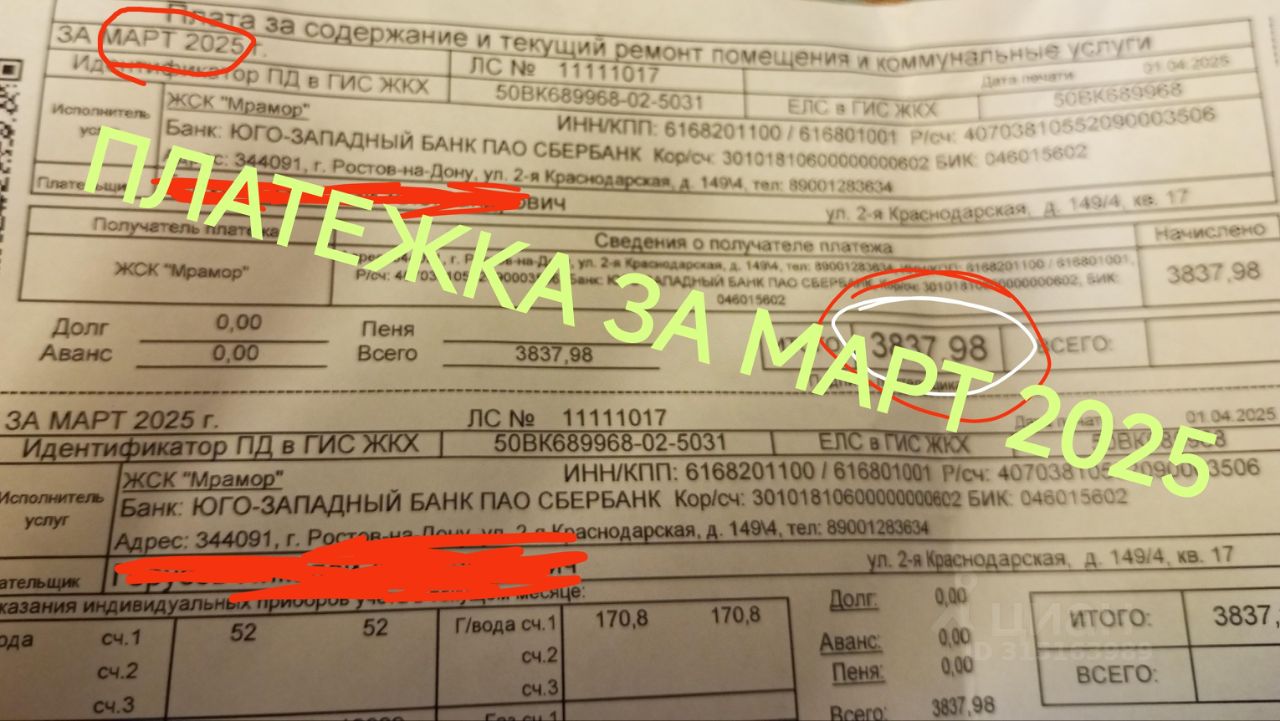 Плата за содержание и текущий ремонт помещения и коммунальные услуги
ЗА МАРТ 2025 г.
Идентификатор ПД в ГИС ЖКХ
ЛС № 11111017
Дата печати 01.04.2025
50ВК689968-02-5031
ЕЛС в ГИС ЖКХ
50ВК689968
Исполнитель
ЖСК "Мрамор"
ИНН/КПП: 6168201100 / 616801001 Р/сч: 40703810552090003506
Банк: ЮГО-ЗАПАДНЫЙ БАНК ПАО СБЕРБАНК Кор/сч: 30101810600000000602 БИК: 046015602
344091, г. Ростов-на-Дону, ул. 2-я Краснодарская, д. 149\4, тел: 89001283634
ул. 2-я Краснодарская, д. 149/4, кв. 17
ПЛАТЕЖКА ЗА МАРТ 2025
Получатель платежа
Сведения о получателе платежа
Начислено
ЖСК "Мрамор"
ул. 2-я Краснодарская, д. 149\4, тел: 89001283634
046015602
3837,98
Долг 0,00
Пеня
Аванс 0,00
Всего 3837,98
3837,98
ВСЕГО:
ЗА МАРТ 2025 г.
ЛС № 11111017
01.04.2025
Идентификатор ПД в ГИС ЖКХ
50ВК689968-02-5031
ЕЛС в ГИС ЖКХ
Исполнитель услуг
ЖСК "Мрамор"
ИНН/КПП: 6168201100 / 616801001 Р/сч:
Банк: ЮГО-ЗАПАДНЫЙ БАНК ПАО СБЕРБАНК Кор/сч: 30101810600000000602 БИК: 046015602
Адрес: 344091, г. Ростов-на-Дону, ул. 2-я Краснодарская, д. 149\4, тел: 89001283634
ул. 2-я Краснодарская, д. 149/4, кв. 17
сч.1 52 52
Г/вода сч.1 170,8 170,8
сч.2
сч.2
сч.3
сч.3
Долг: 0,00
Аванс: 0,00
Пеня: 0,00
Всего: 3837,98
ИТОГО:
ВСЕГО:
циан